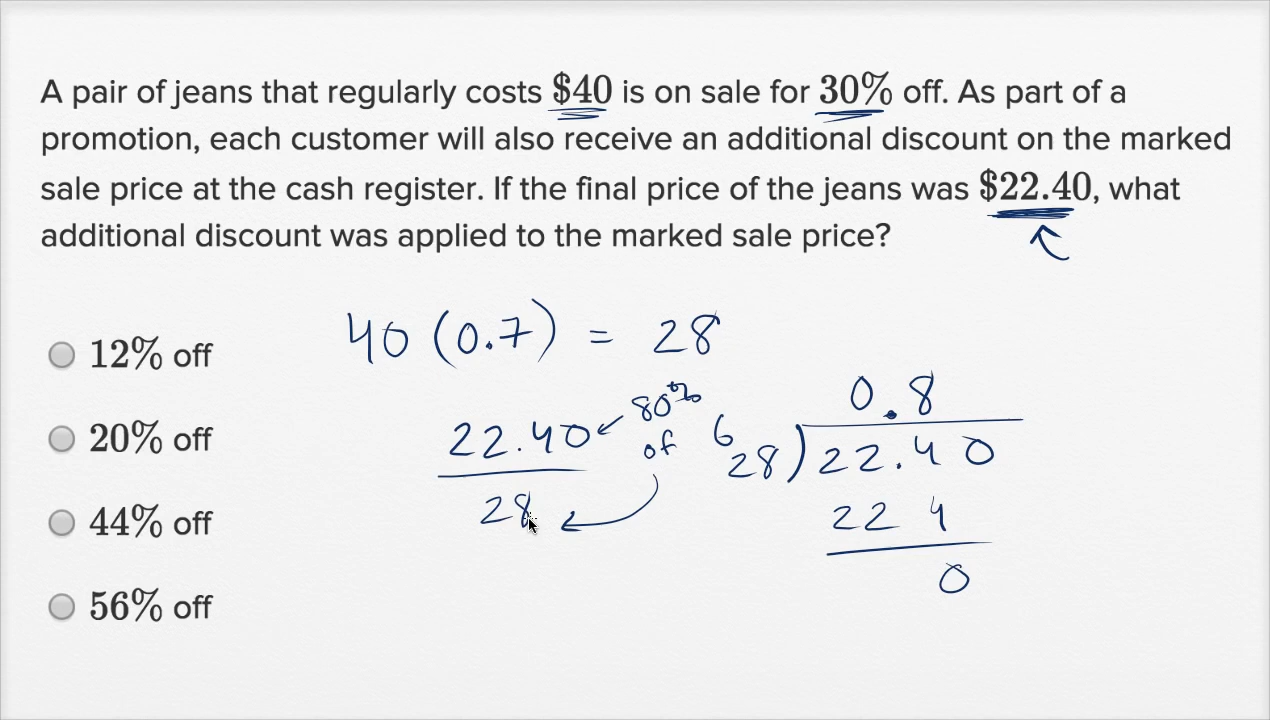 A pair of jeans that regularly costs $40 is on sale for 30% off. As part of a
promotion, each customer will also receive an additional discount on the marked
sale price at the cash register. If the final price of the jeans was $22.40, what
additional discount was applied to the marked sale price?
40 (0.7) = 28
12% off
20% off
44% off
56% off
22.40
28
80%
of
0.8
6
28)22.40
22 4
0